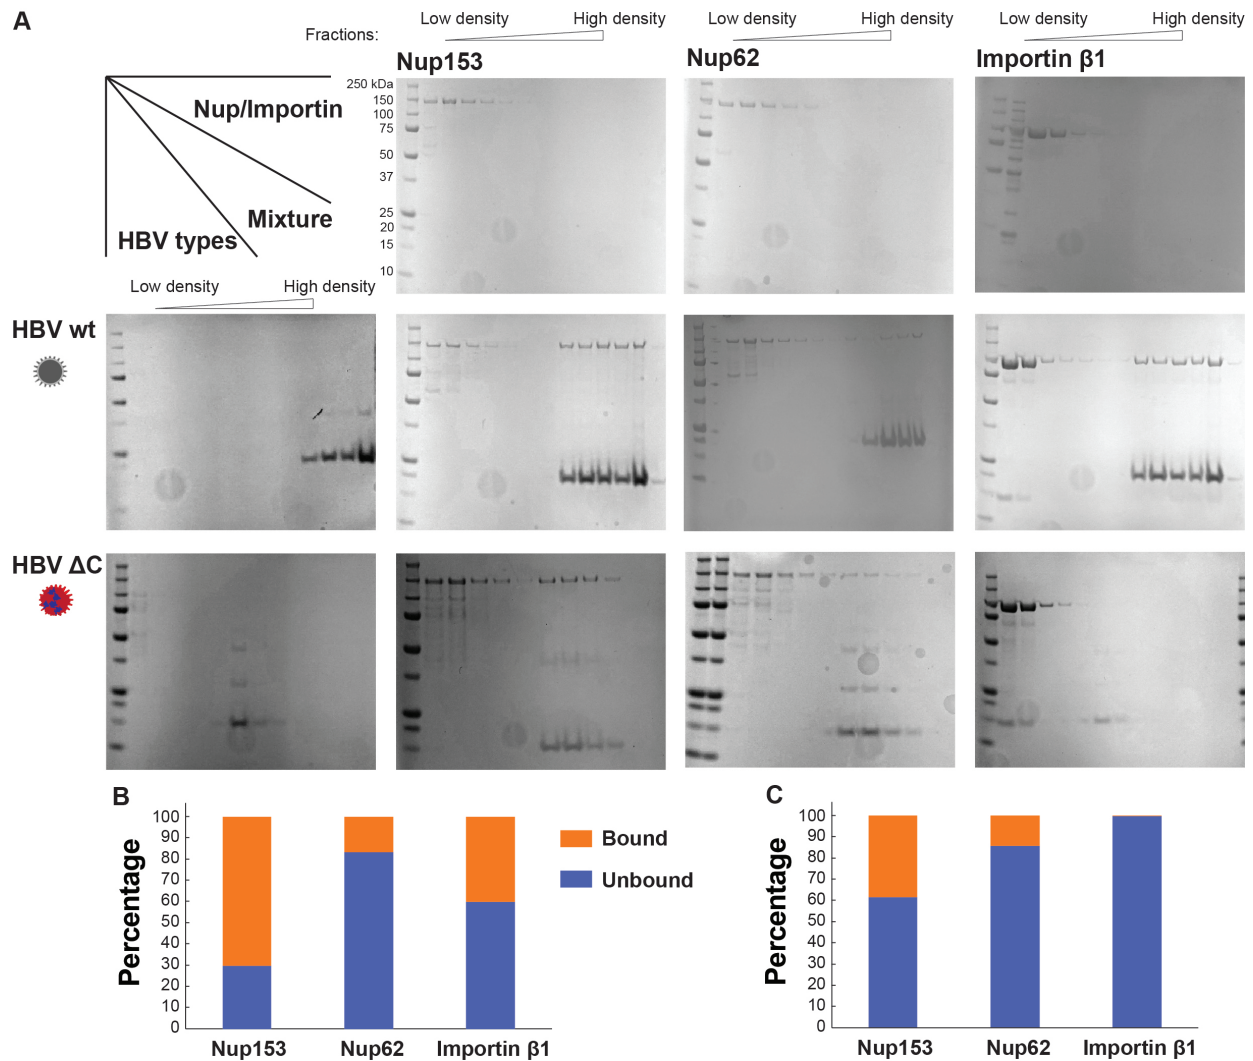 A
Fractions:
Low density High density
Low density High density
Low density High density
Nup153
Nup62
Importin β1
Nup/Importin
Mixture
HBV types
250 kDa
150
100
75
50
37
25
20
15
10
Low density High density
HBV wt
HBV ΔC
B
Percentage
100
90
80
70
60
50
40
30
20
10
0
Nup153 Nup62 Importin β1
Bound
Unbound
C
Percentage
100
90
80
70
60
50
40
30
20
10
0
Nup153 Nup62 Importin β1